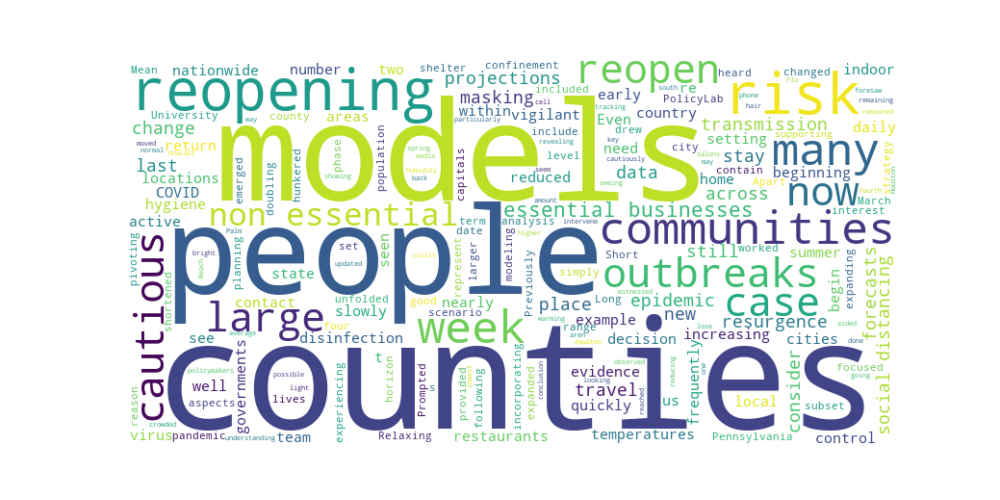 Mean
nationwide
number
two
shelter
confinement
reopen
heard
changed
indoor
reopening
projections
included
re
early
PolicyLab
risk
foresaw
phone
hair
remaining
University
way
county
areas
masking
cell
within
vigilant
tracking
Even
country
transmission
supporting
daily
change
return
phase
models
particularly
include
revealing
drew
key
city
setting
many
strategy
last
moved
normal
emerged
doubling
hunkered
showing
population
spring
media
humidity
back
capitals
level
reduced
cautiously
need
data
may
stay
home
contain
Apart
beginning
locations
COVID
hygiene
seem
seeing
across
now
March
fourth
Houston
active
non essential
amount
essential businesses
interest
term
analysis
intervene
communities
pivoting
Palm
bright
Beach
planning
set
updated
seen
people
visits
date
higher
larger
modeling
Previously
Short
still
worked
summer
simply
outbreaks
begin
expanding
forecasts
social distancing
cautious
shortened
state
represent
contact
unfolded
slowly
good
nearly
scenario
place
Long
epidemic
new
case
resurgence
large
four
week
example
range
warming
witnessed
increasing
lose
aided
done
see
disinfection
average
t
decision
cities
governments
policymakers
possible
experiencing
horizon
Prompted
s
counties
equates
observed
evidence
looking
reducing
focused
going
well
aspects
light
lives
provided
following
incorporating
expanded
conclusion
travel
quickly
reached
us
frequently
one
local
consider
subset
reason
crowded
virus
pandemic
understanding
team
Relaxing
restaurants
temperatures
Pennsylvania
control